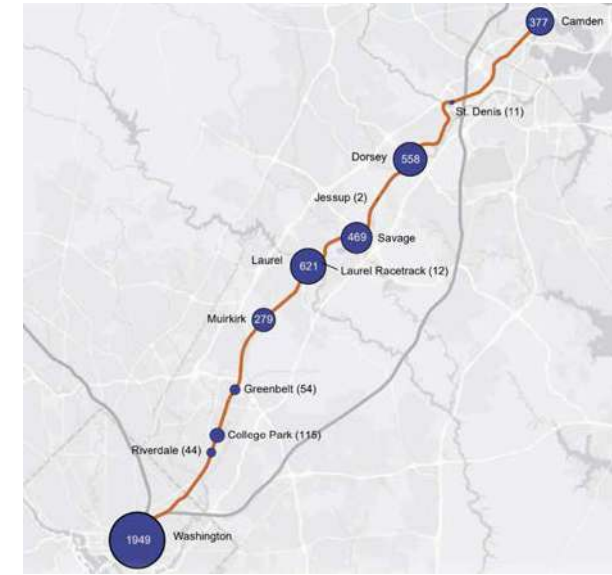 377 Camden
St. Denis (11)
Dorsey 558
Jessup (2)
469 Savage
Laurel 621
Laurel Racetrack (12)
Muirkirk 279
Greenbelt (54)
College Park (115)
Riverdale (44)
1949 Washington